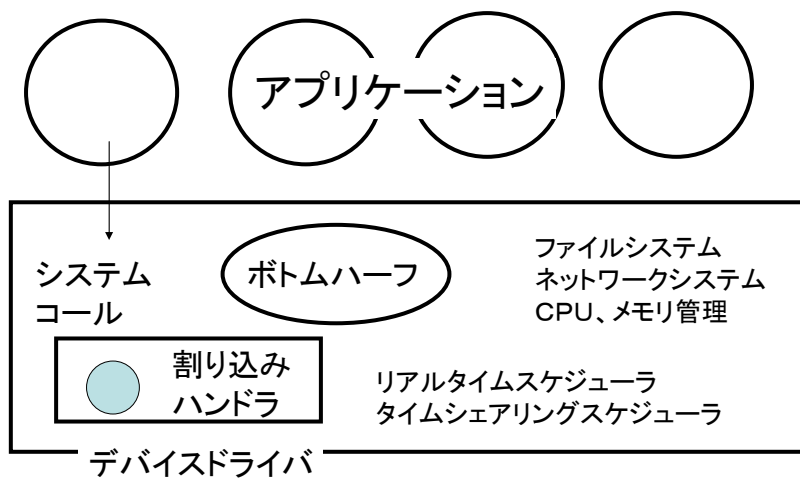 アプリケーション
システム
コール
ボトムハーフ
ファイルシステム
ネットワークシステム
CPU、メモリ管理
割り込み
ハンドラ
リアルタイムスケジューラ
タイムシェアリングスケジューラ
デバイスドライバ